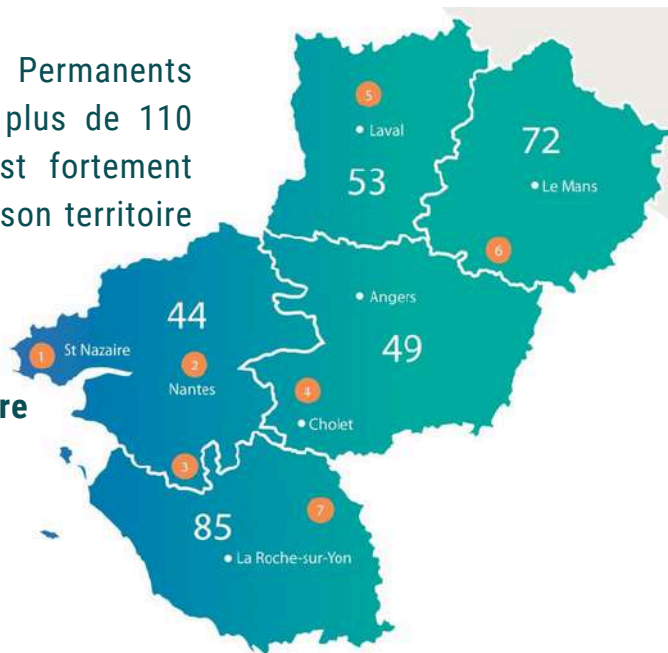 Permanents
plus de 110
st fortement
son territoire
re
5
Laval
53
72
Le Mans
6
Angers
49
44
1
St Nazaire
2
Nantes
4
Cholet
3
7
85
La Roche-sur-Yon